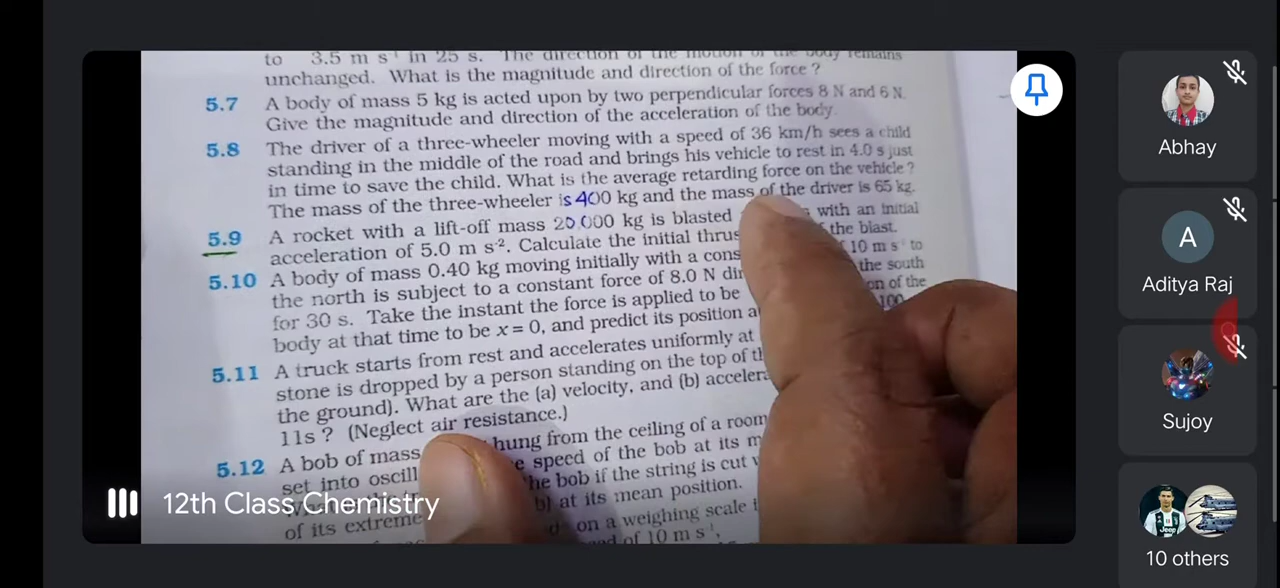 to 3.5 m s⁻¹ in 25 s. The direction of the motion of the body remains
unchanged. What is the magnitude and direction of the force ?
5.7 A body of mass 5 kg is acted upon by two perpendicular forces 8 N and 6 N.
Give the magnitude and direction of the acceleration of the body.
5.8 The driver of a three-wheeler moving with a speed of 36 km/h sees a child
standing in the middle of the road and brings his vehicle to rest in 4.0 s just
in time to save the child. What is the average retarding force on the vehicle ?
The mass of the three-wheeler is 400 kg and the mass of the driver is 65 kg.
5.9 A rocket with a lift-off mass 20,000 kg is blasted with an initial
acceleration of 5.0 m s⁻². Calculate the initial thrus the blast.
5.10 A body of mass 0.40 kg moving initially with a cons 10 m s⁻¹ to
the north is subject to a constant force of 8.0 N dir the south
for 30 s. Take the instant the force is applied to be on of the
body at that time to be x = 0, and predict its position a 100
5.11 A truck starts from rest and accelerates uniformly at
stone is dropped by a person standing on the top of th
the ground). What are the (a) velocity, and (b) accelera
11s ? (Neglect air resistance.)
5.12 A bob of mass hung from the ceiling of a room
set into oscill e speed of the bob at its m
he bob if the string is cut w
of its extreme b) at its mean position.
on a weighing scale i
of 10 m s⁻¹,
12th Class Chemistry
Abhay
A
Aditya Raj
Sujoy
Jeep
10 others